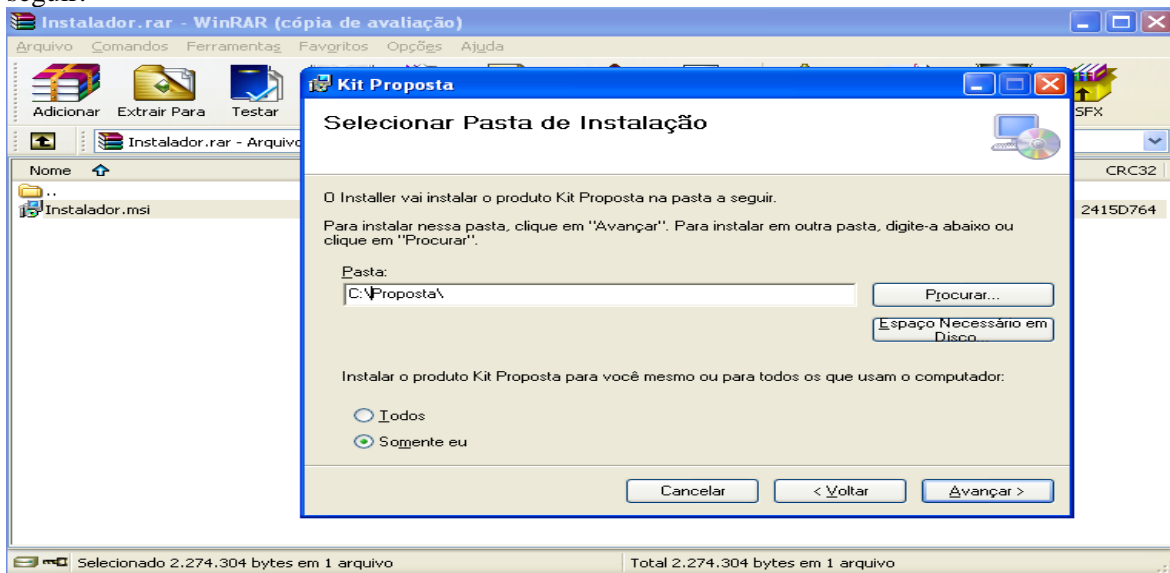 seguir:
Instalador.rar - WinRAR (cópia de avaliação)
Arquivo Comandos Ferramentas Favoritos Opções Ajuda
Adicionar Extrair Para Testar
SFX
Instalador.rar - Arquivo
Nome
CRC32
..
Instalador.msi
2415D764
Kit Proposta
Selecionar Pasta de Instalação
O Installer vai instalar o produto Kit Proposta na pasta a seguir.
Para instalar nessa pasta, clique em "Avançar". Para instalar em outra pasta, digite-a abaixo ou
clique em "Procurar".
Pasta:
C:\Proposta\
Procurar...
Espaço Necessário em
Disco...
Instalar o produto Kit Proposta para você mesmo ou para todos os que usam o computador:
Todos
Somente eu
Cancelar
< Voltar
Avançar >
Selecionado 2.274.304 bytes em 1 arquivo
Total 2.274.304 bytes em 1 arquivo